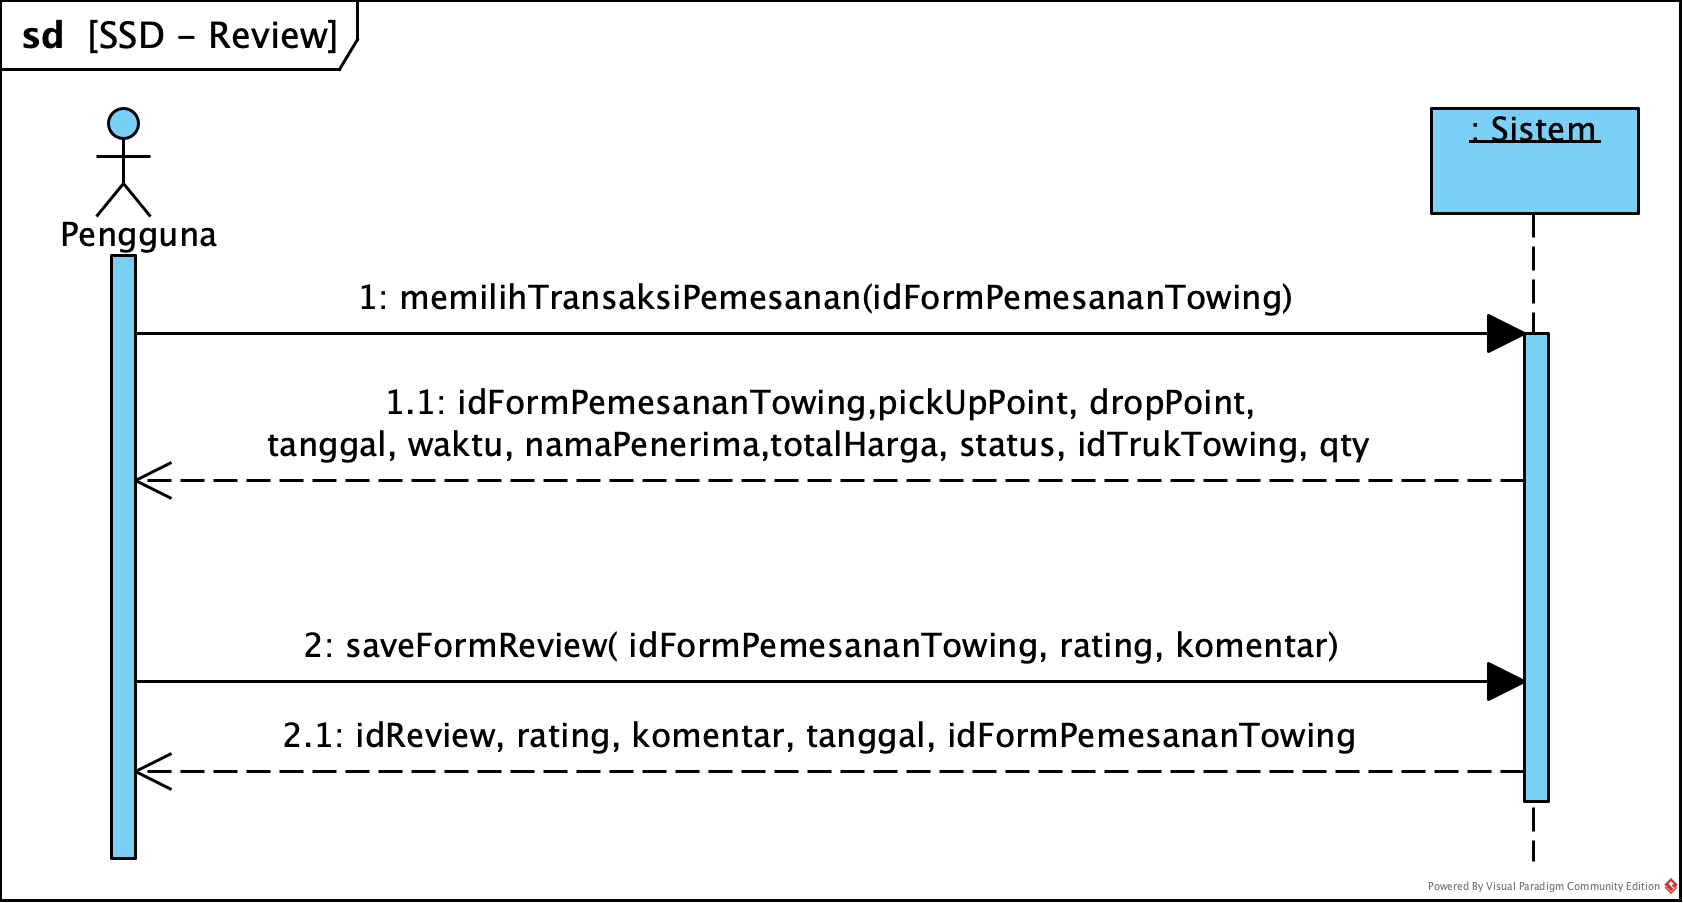 sd [SSD - Review]
Pengguna
: Sistem
1: memilihTransaksiPemesanan(idFormPemesananTowing)
1.1: idFormPemesananTowing,pickUpPoint, dropPoint,
tanggal, waktu, namaPenerima,totalHarga, status, idTrukTowing, qty
2: saveFormReview( idFormPemesananTowing, rating, komentar)
2.1: idReview, rating, komentar, tanggal, idFormPemesananTowing
Powered By Visual Paradigm Community Edition